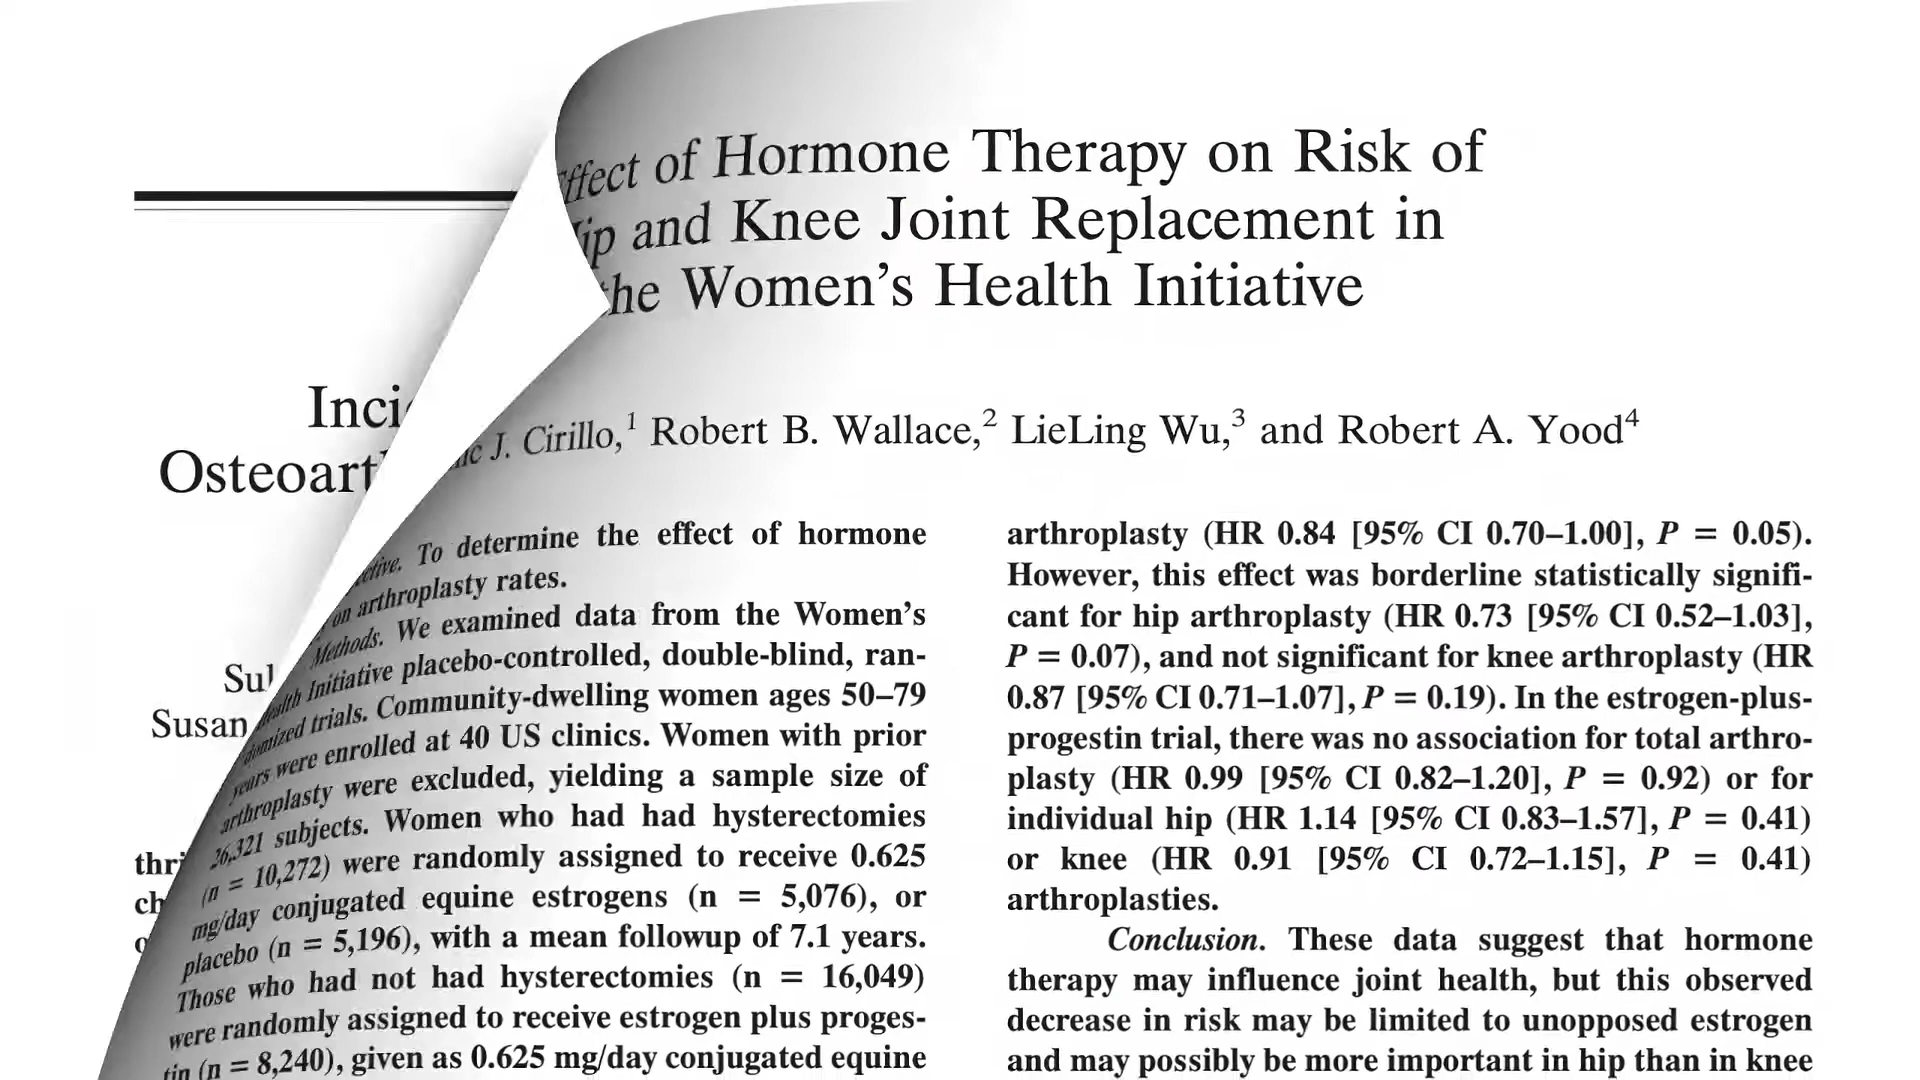 ffect of Hormone Therapy on Risk of
ip and Knee Joint Replacement in
the Women's Health Initiative
J. Cirillo,1 Robert B. Wallace,2 LieLing Wu,3 and Robert A. Yood4
ctive. To determine the effect of hormone
on arthroplasty rates.
Methods. We examined data from the Women's
ealth Initiative placebo-controlled, double-blind, ran-
domized trials. Community-dwelling women ages 50–79
years were enrolled at 40 US clinics. Women with prior
arthroplasty were excluded, yielding a sample size of
26,321 subjects. Women who had had hysterectomies
(n = 10,272) were randomly assigned to receive 0.625
mg/day conjugated equine estrogens (n = 5,076), or
placebo (n = 5,196), with a mean followup of 7.1 years.
Those who had not had hysterectomies (n = 16,049)
were randomly assigned to receive estrogen plus proges-
tin (n = 8,240), given as 0.625 mg/day conjugated equine
arthroplasty (HR 0.84 [95% CI 0.70–1.00], P = 0.05).
However, this effect was borderline statistically signifi-
cant for hip arthroplasty (HR 0.73 [95% CI 0.52–1.03],
P = 0.07), and not significant for knee arthroplasty (HR
0.87 [95% CI 0.71–1.07], P = 0.19). In the estrogen-plus-
progestin trial, there was no association for total arthro-
plasty (HR 0.99 [95% CI 0.82–1.20], P = 0.92) or for
individual hip (HR 1.14 [95% CI 0.83–1.57], P = 0.41)
or knee (HR 0.91 [95% CI 0.72–1.15], P = 0.41)
arthroplasties.
Conclusion. These data suggest that hormone
therapy may influence joint health, but this observed
decrease in risk may be limited to unopposed estrogen
and may possibly be more important in hip than in knee
Inci
Osteoart
Sul
Susan
thri
ch